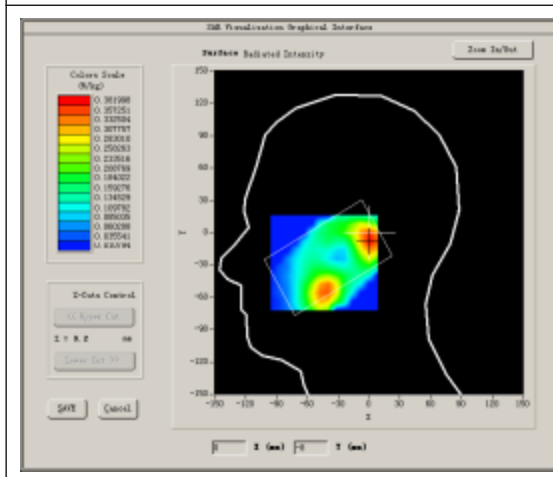 SAR Visualisation Graphical Interface
Surface Radiated Intensity
Zoom In/Out
Colors Scale
(W/kg)
0.381998
0.357251
0.332504
0.307757
0.283010
0.258263
0.233516
0.208769
0.184022
0.159276
0.134529
0.109782
0.085035
0.060288
0.035541
0.010794
150
120
90
60
30
0
-30
-60
-90
-120
-150
Y
-150 -120 -90 -60 -30 0 30 60 90 120 150
X
Z-Data Control
<< Upper Cut
mm
Lower Cut >>
SAVE
Cancel
X (mm)
Y (mm)